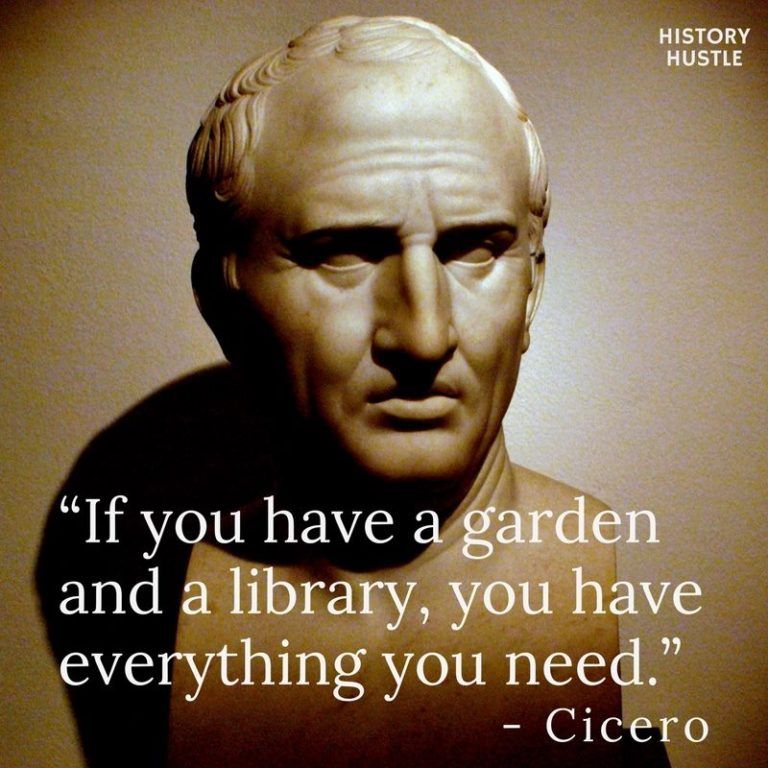 HISTORY
HUSTLE
“If you have a garden
and a library, you have
everything you need.”
- Cicero